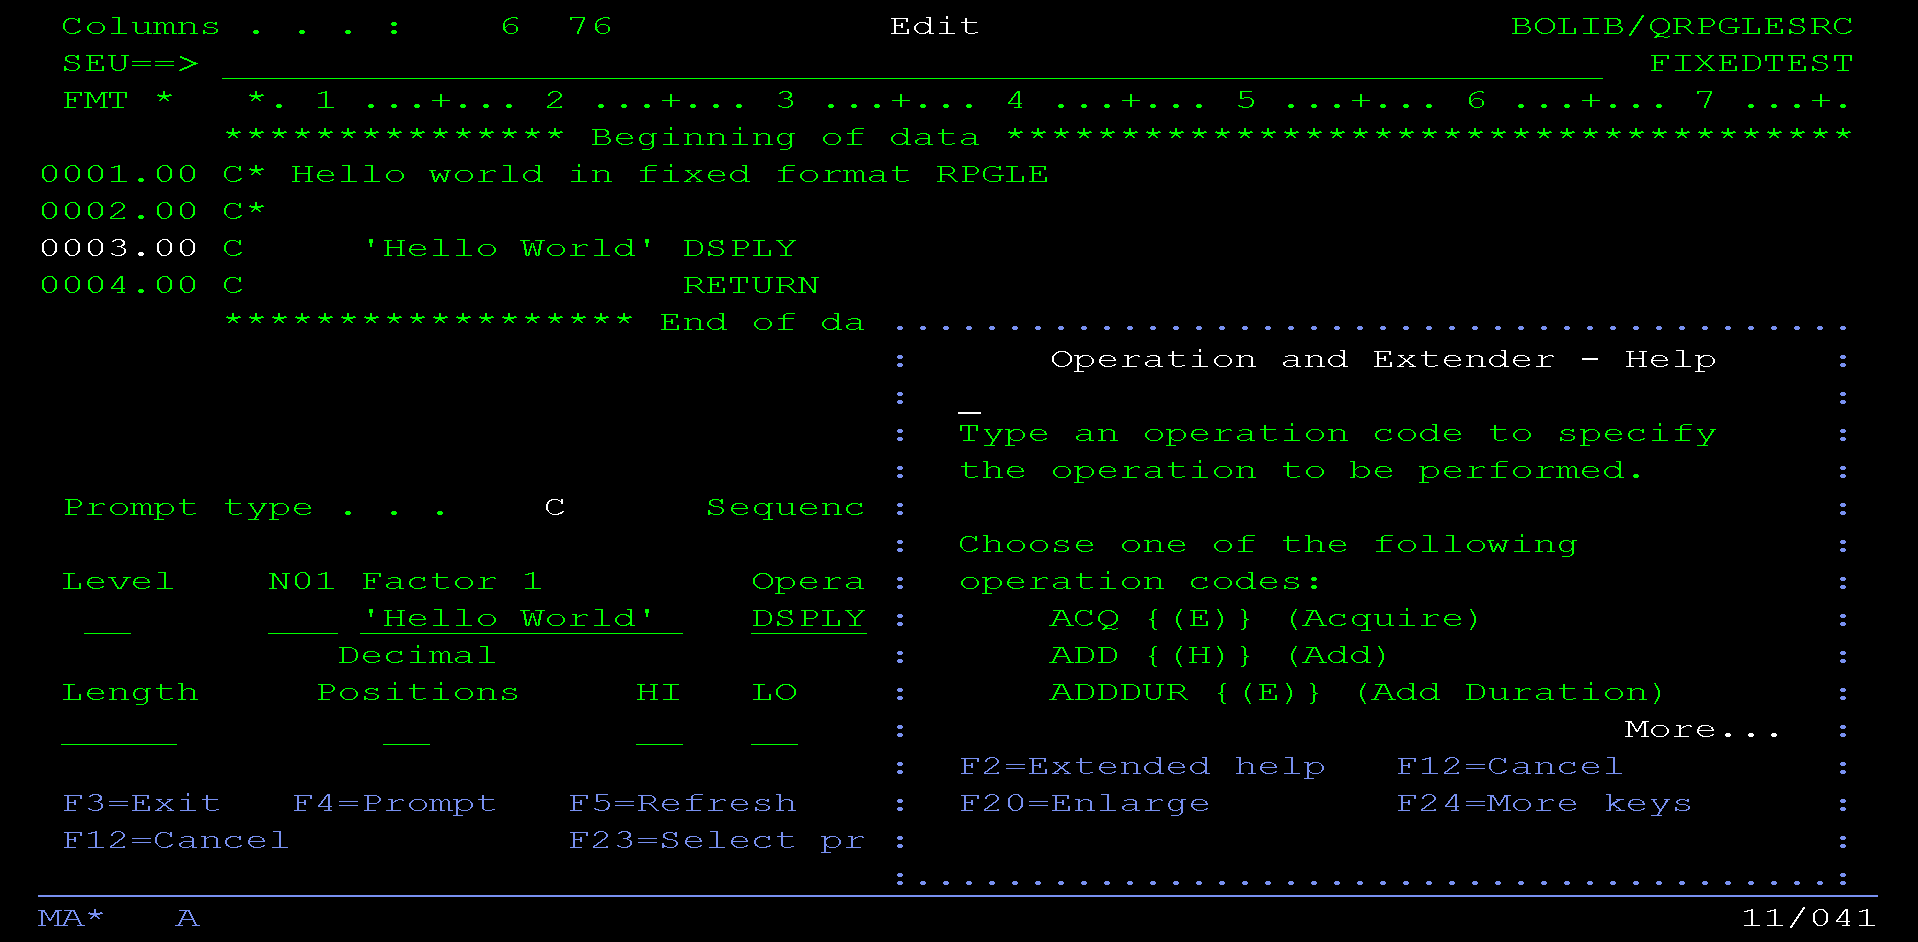 Columns . . . :    6  76            Edit                       BOLIB/QRPGLESRC
SEU==>                                                               FIXEDTEST
FMT *   *. 1 ...+... 2 ...+... 3 ...+... 4 ...+... 5 ...+... 6 ...+... 7 ...+.
*************** Beginning of data *************************************
0001.00 C* Hello world in fixed format RPGLE
0002.00 C*
0003.00 C     'Hello World' DSPLY
0004.00 C                   RETURN
****************** End of da
Prompt type . . .    C      Sequenc
Level    N01 Factor 1         Opera
'Hello World'    DSPLY
Decimal
Length     Positions     HI   LO
F3=Exit   F4=Prompt   F5=Refresh
F12=Cancel            F23=Select pr
Operation and Extender - Help
Type an operation code to specify
the operation to be performed.
Choose one of the following
operation codes:
ACQ {(E)} (Acquire)
ADD {(H)} (Add)
ADDDUR {(E)} (Add Duration)
More...
F2=Extended help   F12=Cancel
F20=Enlarge        F24=More keys
MA*   A                                                                   11/041